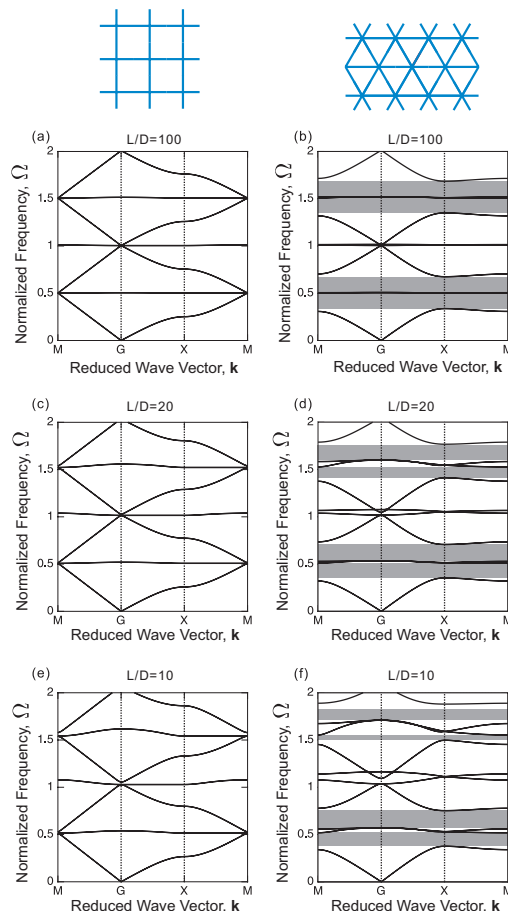 (a) L/D=100
Normalized Frequency, Ω
2
1.5
1
0.5
0
M G X M
Reduced Wave Vector, k
(b) L/D=100
Normalized Frequency, Ω
2
1.5
1
0.5
0
M G X M
Reduced Wave Vector, k
(c) L/D=20
Normalized Frequency, Ω
2
1.5
1
0.5
0
M G X M
Reduced Wave Vector, k
(d) L/D=20
Normalized Frequency, Ω
2
1.5
1
0.5
0
M G X M
Reduced Wave Vector, k
(e) L/D=10
Normalized Frequency, Ω
2
1.5
1
0.5
0
M G X M
Reduced Wave Vector, k
(f) L/D=10
Normalized Frequency, Ω
2
1.5
1
0.5
0
M G X M
Reduced Wave Vector, k